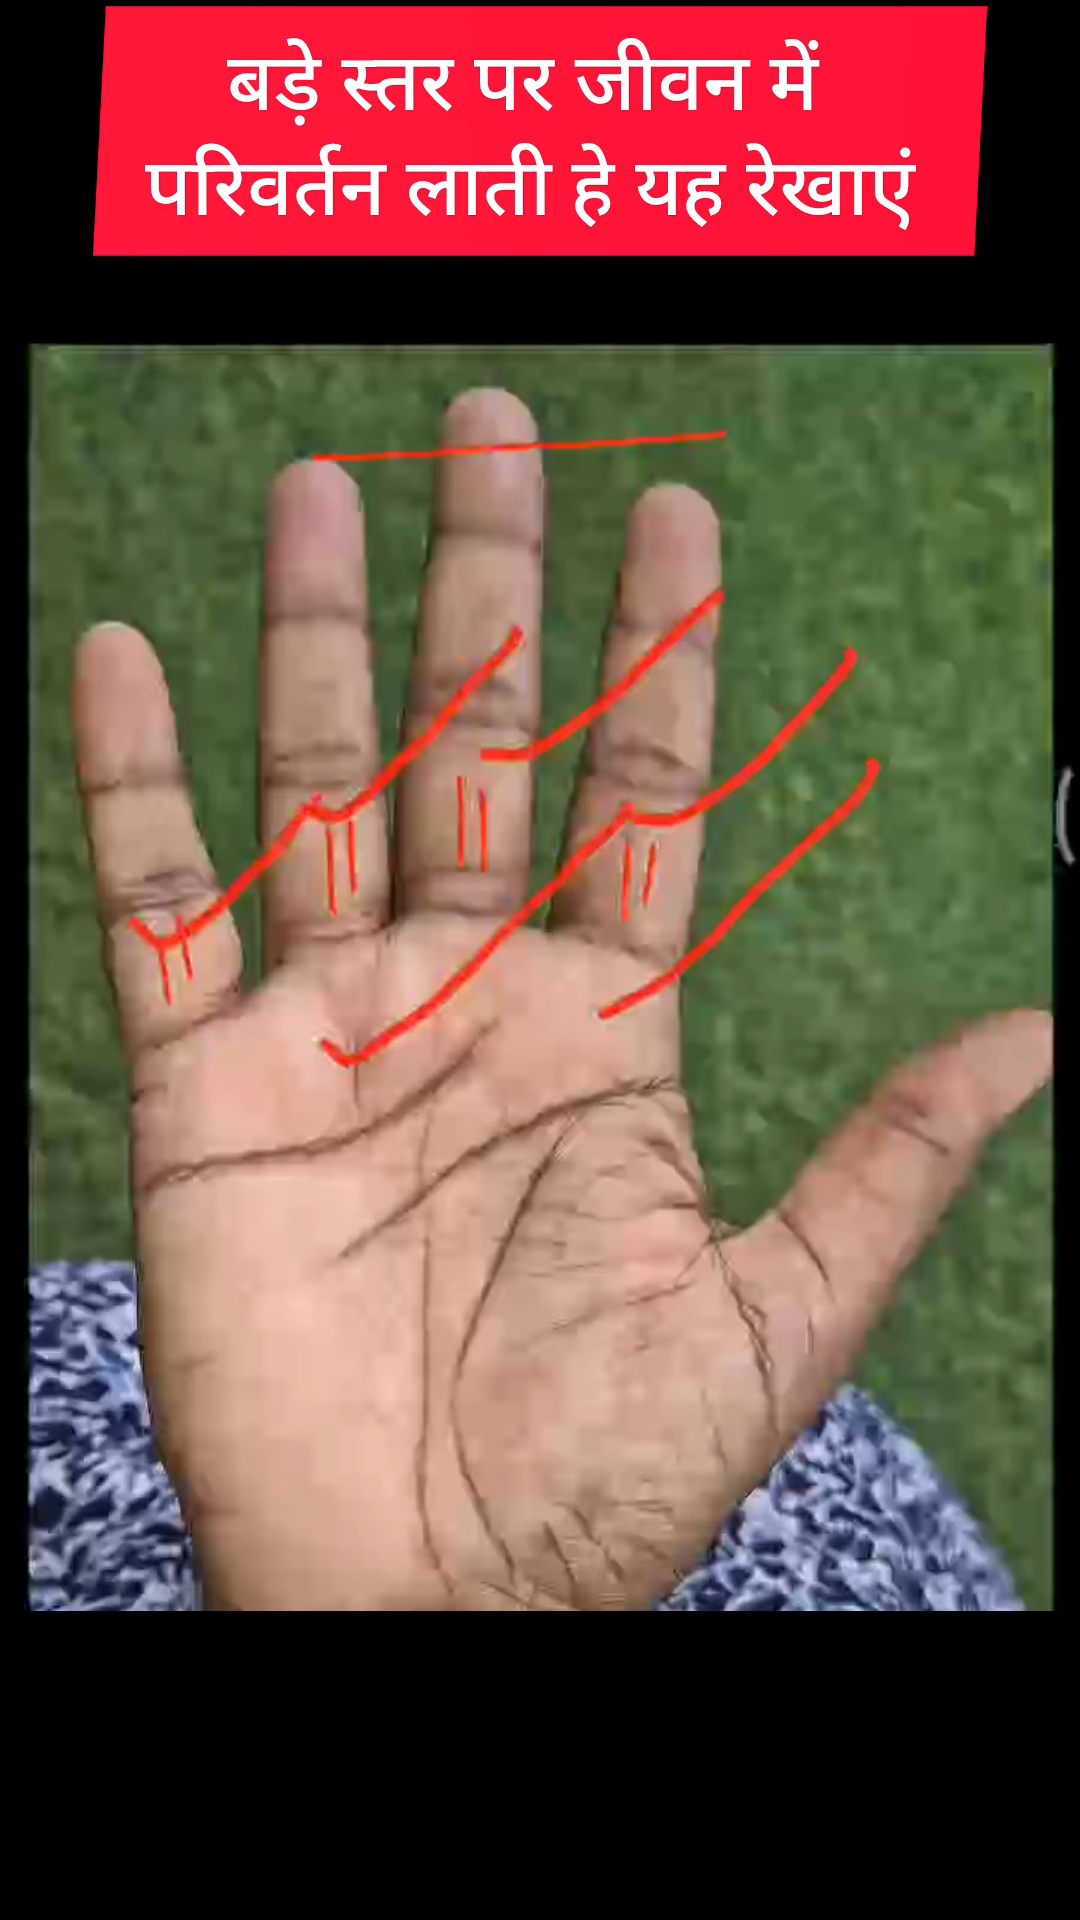 बड़े स्तर पर जीवन में
परिवर्तन लाती हे यह रेखाएं